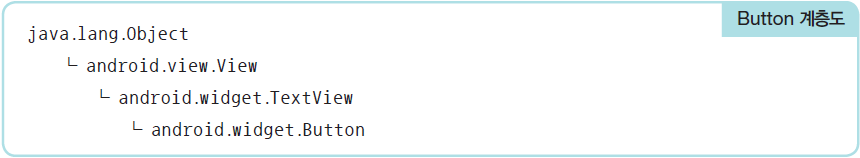 Button 계층도
java.lang.Object
└ android.view.View
└ android.widget.TextView
└ android.widget.Button